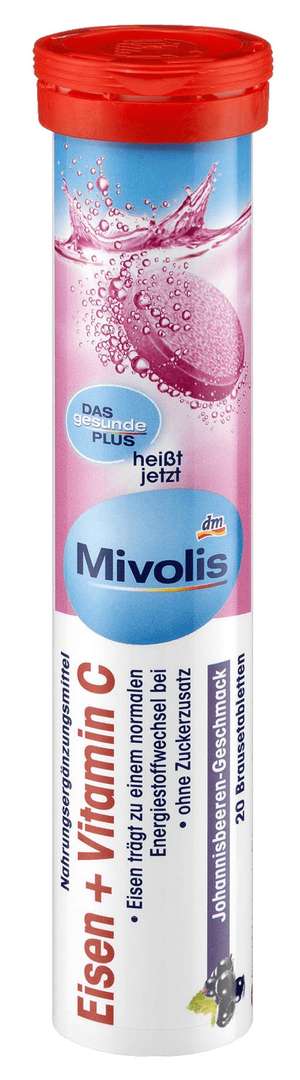 DAS
gesunde
PLUS
heißt
jetzt
dm
Mivolis
Nahrungsergänzungsmittel
Eisen + Vitamin C
• Eisen trägt zu einem normalen
Energiestoffwechsel bei
• ohne Zuckerzusatz
Johannisbeeren-Geschmack
20 Brausetabletten